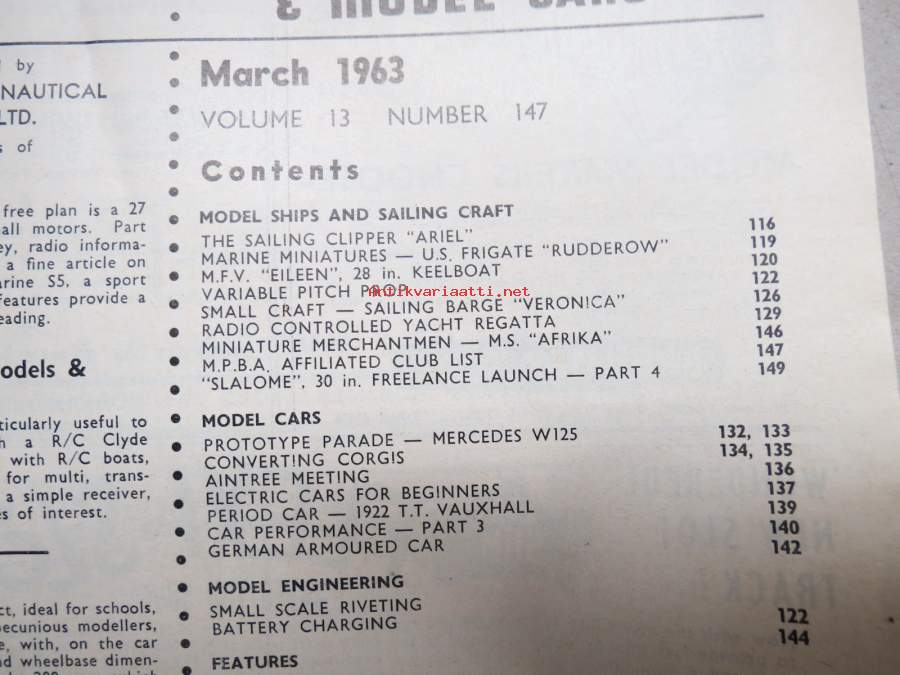 & MODEL CARS
by
NAUTICAL
LTD.
s of
free plan is a 27
all motors. Part
ey, radio informa-
a fine article on
arine S5, a sport
features provide a
eading.
odels &
ticularly useful to
h a R/C Clyde
with R/C boats,
for multi, trans-
a simple receiver,
es of interest.
ct, ideal for schools,
pecunious modellers,
e, with, on the car
nd wheelbase dimen-
March 1963
VOLUME 13 NUMBER 147
Contents
MODEL SHIPS AND SAILING CRAFT
THE SAILING CLIPPER "ARIEL" 116
MARINE MINIATURES — U.S. FRIGATE "RUDDEROW" 119
M.F.V. "EILEEN", 28 in. KEELBOAT 120
VARIABLE PITCH PROP 122
antikvariaatti.net
SMALL CRAFT — SAILING BARGE "VERONICA" 126
RADIO CONTROLLED YACHT REGATTA 129
MINIATURE MERCHANTMEN — M.S. "AFRIKA" 146
M.P.B.A. AFFILIATED CLUB LIST 147
"SLALOME", 30 in. FREELANCE LAUNCH — PART 4 149
MODEL CARS
PROTOTYPE PARADE — MERCEDES W125 132, 133
CONVERTING CORGIS 134, 135
AINTREE MEETING 136
ELECTRIC CARS FOR BEGINNERS 137
PERIOD CAR — 1922 T.T. VAUXHALL 139
CAR PERFORMANCE — PART 3 140
GERMAN ARMOURED CAR 142
MODEL ENGINEERING
SMALL SCALE RIVETING 122
BATTERY CHARGING 144
FEATURES